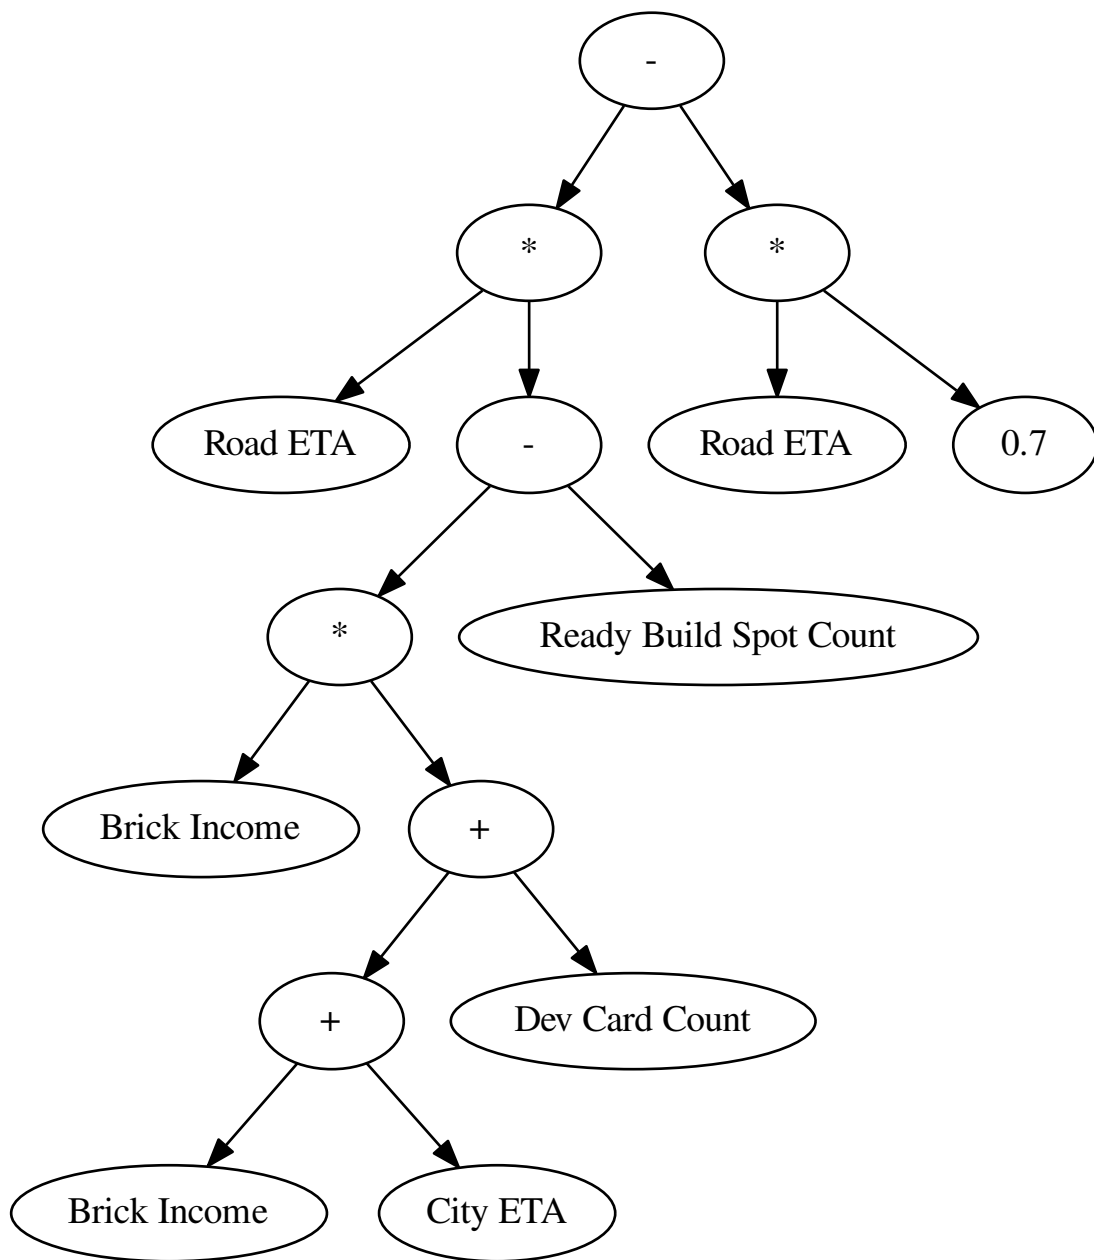 -
*
*
Road ETA
-
Road ETA
0.7
*
Ready Build Spot Count
Brick Income
+
+
Dev Card Count
Brick Income
City ETA